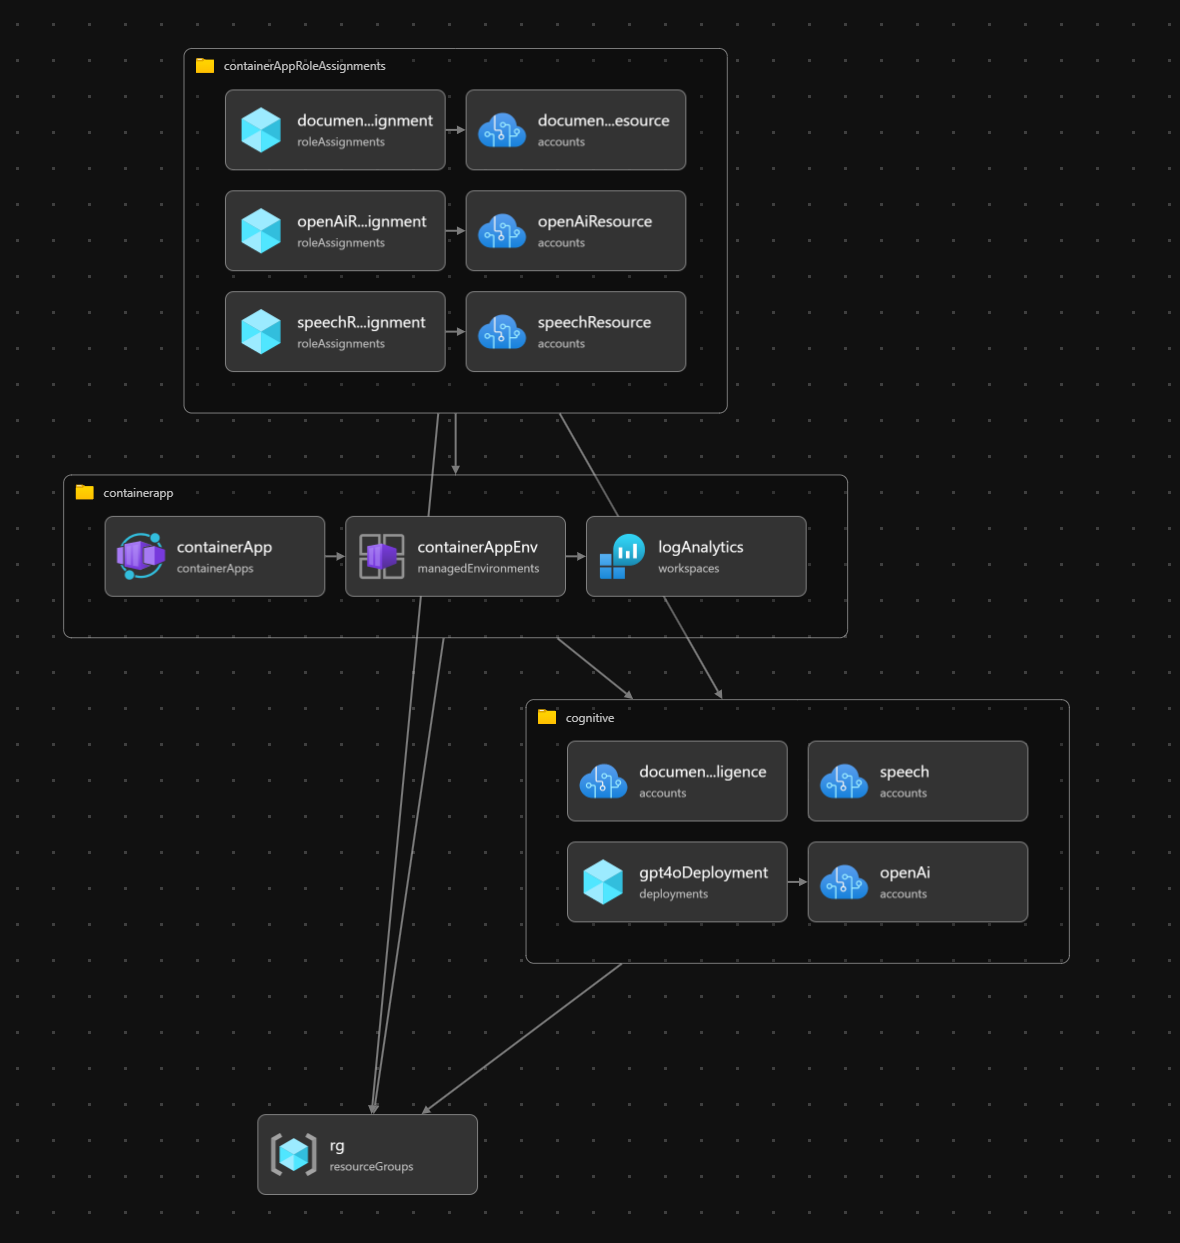 containerAppRoleAssignments
documen...ignment
roleAssignments
documen...esource
accounts
openAiR...ignment
roleAssignments
openAiResource
accounts
speechR...ignment
roleAssignments
speechResource
accounts
containerapp
containerApp
containerApps
containerAppEnv
managedEnvironments
logAnalytics
workspaces
cognitive
documen...ligence
accounts
speech
accounts
gpt4oDeployment
deployments
openAi
accounts
rg
resourceGroups